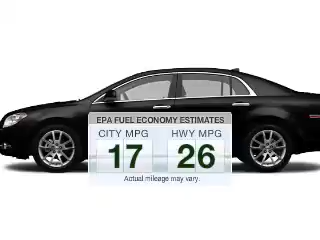 EPA FUEL ECONOMY ESTIMATES
CITY MPG HWY MPG
17 26
Actual mileage may vary.